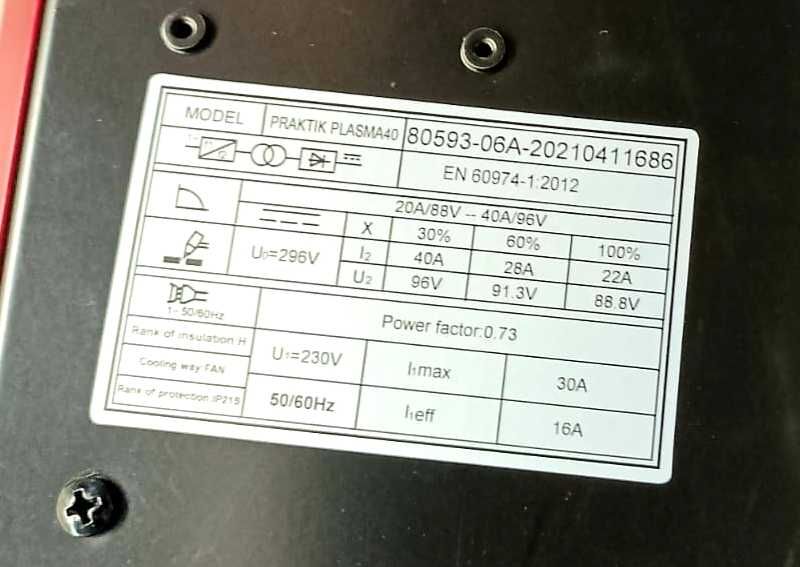 MODEL PRAKTIK PLASMA40 80593-06A-20210411686
EN 60974-1:2012
20A/88V -- 40A/96V
X 30% 60% 100%
U0=296V I2 40A 28A 22A
U2 96V 91.3V 88.8V
1~ 50/60Hz Power factor:0.73
Rank of insulation H
U1=230V I1max 30A
Cooling way FAN
Rank of protection IP21S 50/60Hz I1eff 16A